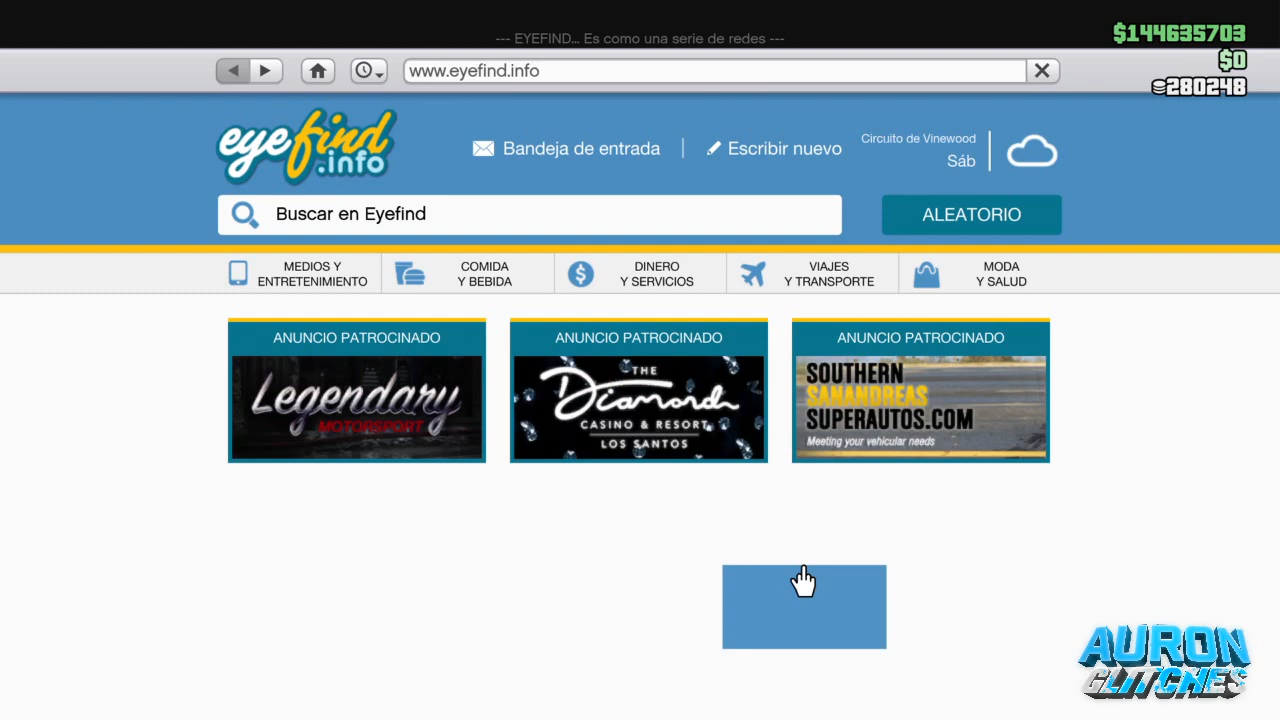 --- EYEFIND... Es como una serie de redes ---
$144635703
$0
280248
www.eyefind.info
eyefind
.info
Bandeja de entrada
Escribir nuevo
Circuito de Vinewood
Sáb
Buscar en Eyefind
ALEATORIO
MEDIOS Y
ENTRETENIMIENTO
COMIDA
Y BEBIDA
DINERO
Y SERVICIOS
VIAJES
Y TRANSPORTE
MODA
Y SALUD
ANUNCIO PATROCINADO
Legendary
MOTORSPORT
ANUNCIO PATROCINADO
THE
Diamond
CASINO & RESORT
LOS SANTOS
ANUNCIO PATROCINADO
SOUTHERN
SANANDREAS
SUPERAUTOS.COM
Meeting your vehicular needs
AURON
GLITCHES